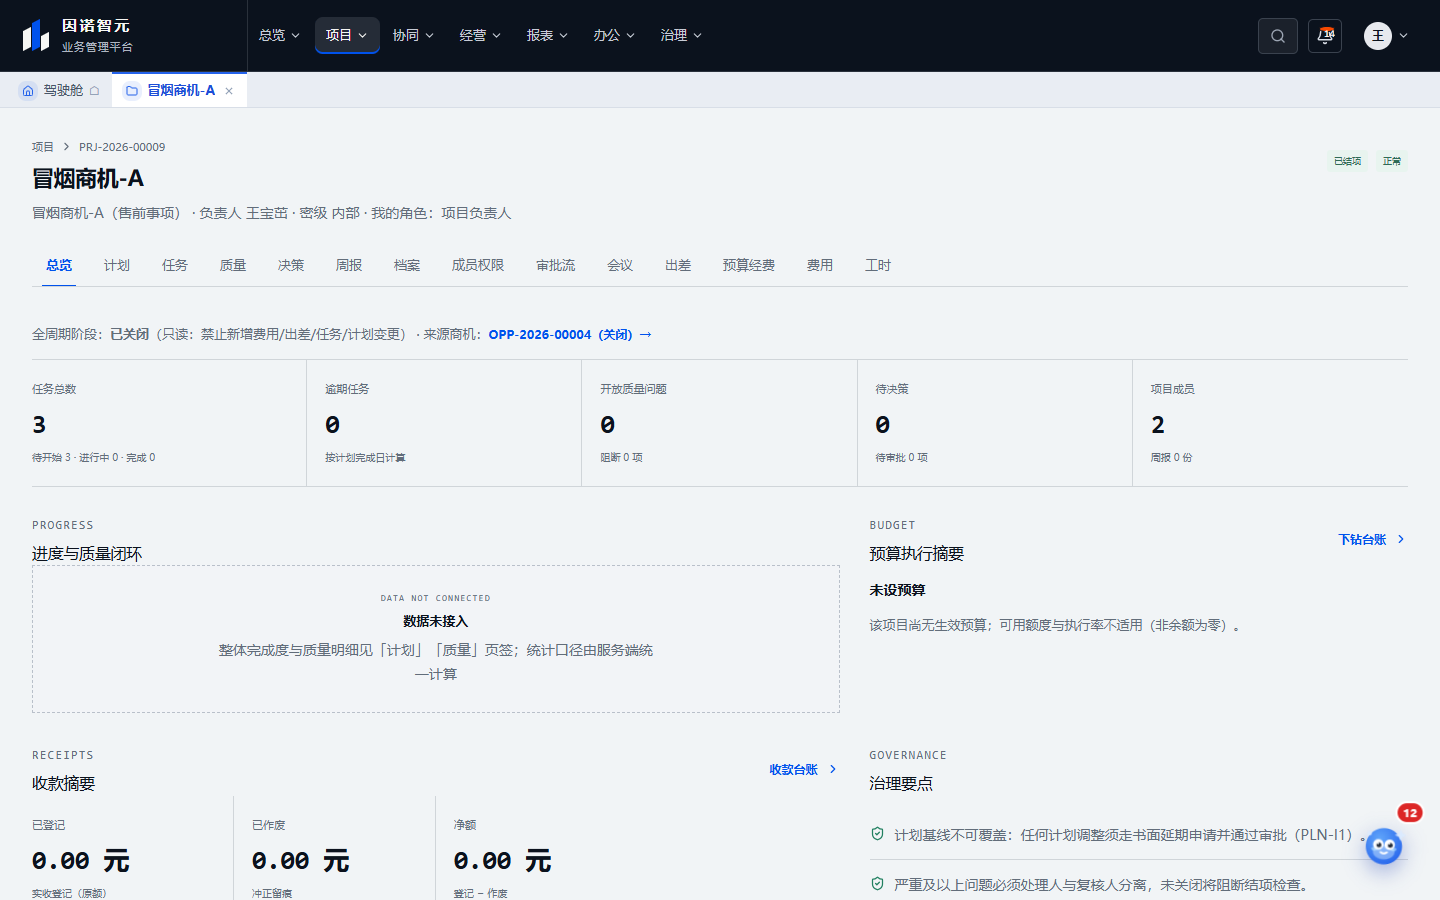 因诺智元
业务管理平台
总览 项目 协同 经营 报表 办公 治理
王
驾驶舱
冒烟商机-A
项目 > PRJ-2026-00009
冒烟商机-A
已结项 正常
冒烟商机-A（售前事项） · 负责人 王宝茁 · 密级 内部 · 我的角色：项目负责人
总览 计划 任务 质量 决策 周报 档案 成员权限 审批流 会议 出差 预算经费 费用 工时
全周期阶段：已关闭（只读：禁止新增费用/出差/任务/计划变更） · 来源商机：OPP-2026-00004（关闭）→
任务总数
3
待开始 3 · 进行中 0 · 完成 0
逾期任务
0
按计划完成日计算
开放质量问题
0
阻断 0 项
待决策
0
待审批 0 项
项目成员
2
周报 0 份
PROGRESS
进度与质量闭环
DATA NOT CONNECTED
数据未接入
整体完成度与质量明细见「计划」「质量」页签；统计口径由服务端统
一计算
BUDGET
预算执行摘要
下钻台账
未设预算
该项目尚无生效预算；可用额度与执行率不适用（非余额为零）。
RECEIPTS
收款摘要
收款台账
已登记
0.00 元
实收登记（原额）
已作废
0.00 元
冲正留痕
净额
0.00 元
登记 − 作废
GOVERNANCE
治理要点
计划基线不可覆盖：任何计划调整须走书面延期申请并通过审批（PLN-I1）。
严重及以上问题必须处理人与复核人分离，未关闭将阻断结项检查。
12